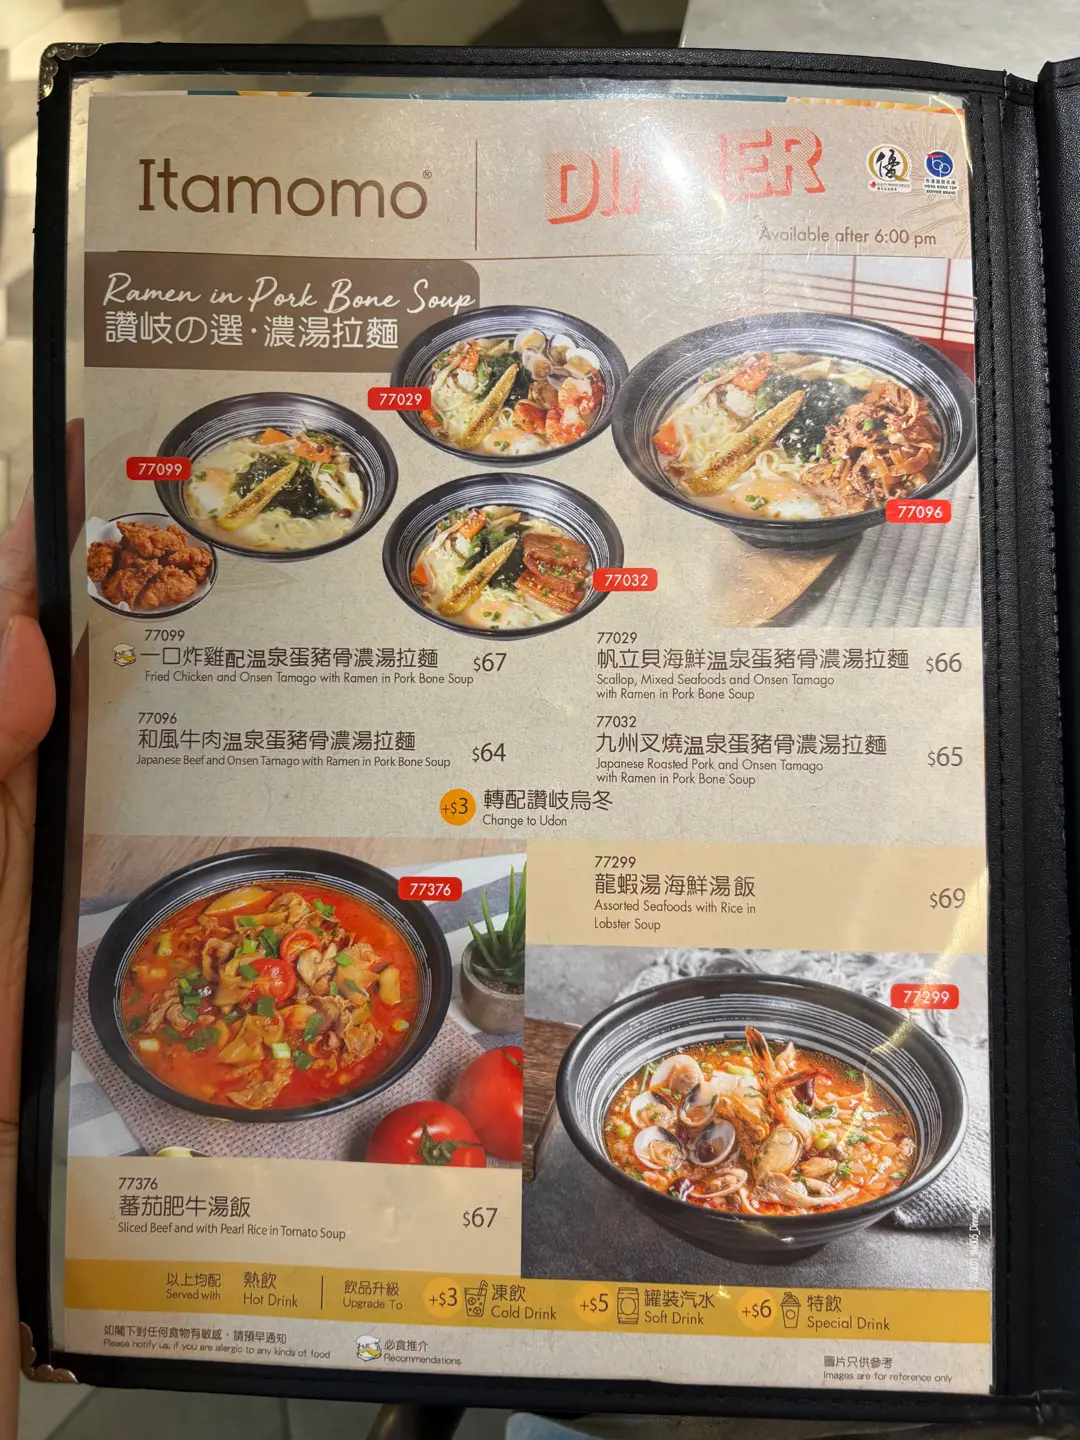 Itamomo®
DINNER
Available after 6:00 pm
Ramen in Pork Bone Soup
讚岐の選·濃湯拉麵
77029
77099
77096
77032
77099
一口炸雞配温泉蛋豬骨濃湯拉麵 $67
Fried Chicken and Onsen Tamago with Ramen in Pork Bone Soup
77029
帆立貝海鮮温泉蛋豬骨濃湯拉麵 $66
Scallop, Mixed Seafoods and Onsen Tamago
with Ramen in Pork Bone Soup
77096
和風牛肉温泉蛋豬骨濃湯拉麵 $64
Japanese Beef and Onsen Tamago with Ramen in Pork Bone Soup
77032
九州叉燒温泉蛋豬骨濃湯拉麵 $65
Japanese Roasted Pork and Onsen Tamago
with Ramen in Pork Bone Soup
+$3 轉配讚岐烏冬
Change to Udon
77376
77299
龍蝦湯海鮮湯飯 $69
Assorted Seafoods with Rice in
Lobster Soup
77299
77376
蕃茄肥牛湯飯 $67
Sliced Beef and with Pearl Rice in Tomato Soup
以上均配 熱飲
Served with Hot Drink
飲品升級
Upgrade To
+$3 凍飲
Cold Drink
+$5 罐裝汽水
Soft Drink
+$6 特飲
Special Drink
如閣下對任何食物有敏感，請預早通知
Please notify us, if you are alergic to any kinds of food
必食推介
Recommendations
圖片只供參考
Images are for reference only